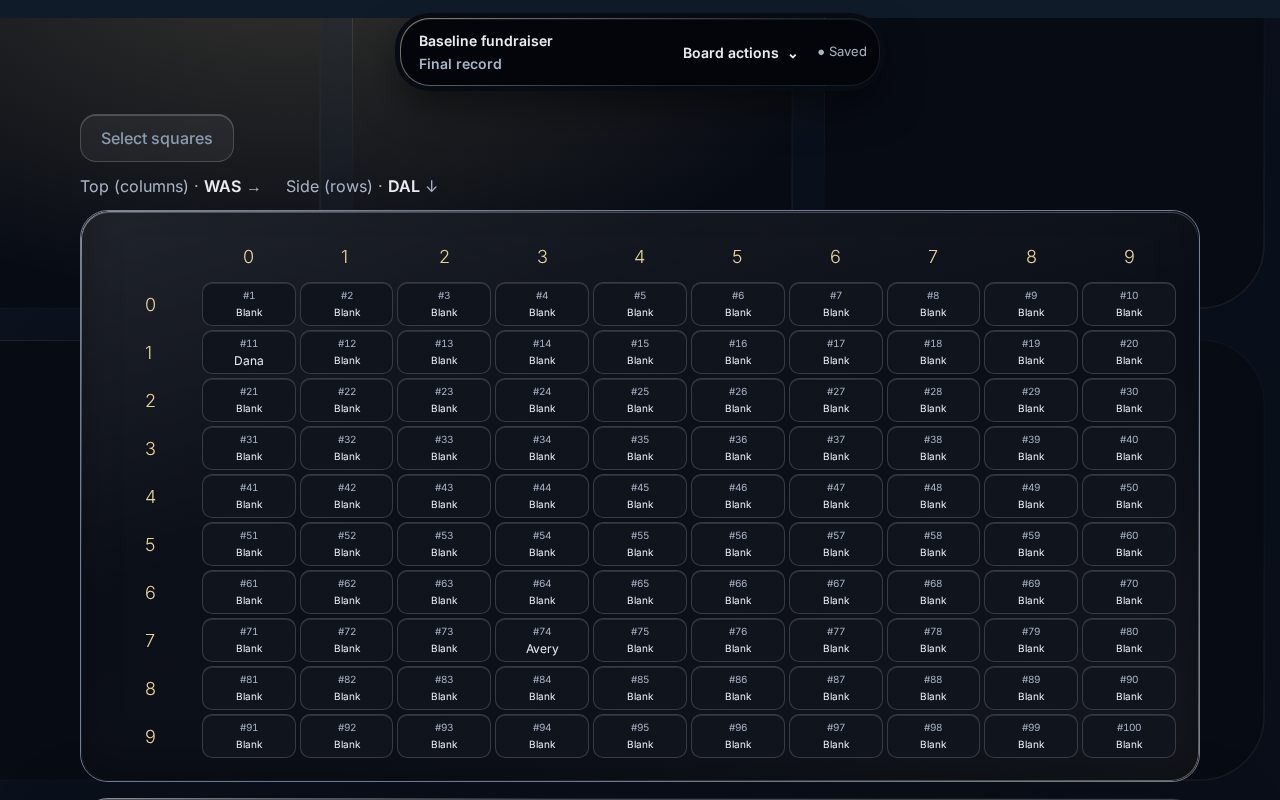 Baseline fundraiser
Final record
Board actions ⌄ • Saved
Select squares
Top (columns) · WAS → Side (rows) · DAL ↓
0 1 2 3 4 5 6 7 8 9
#1 #2 #3 #4 #5 #6 #7 #8 #9 #10
0 Blank Blank Blank Blank Blank Blank Blank Blank Blank Blank
#11 #12 #13 #14 #15 #16 #17 #18 #19 #20
1 Dana Blank Blank Blank Blank Blank Blank Blank Blank Blank
#21 #22 #23 #24 #25 #26 #27 #28 #29 #30
2 Blank Blank Blank Blank Blank Blank Blank Blank Blank Blank
#31 #32 #33 #34 #35 #36 #37 #38 #39 #40
3 Blank Blank Blank Blank Blank Blank Blank Blank Blank Blank
#41 #42 #43 #44 #45 #46 #47 #48 #49 #50
4 Blank Blank Blank Blank Blank Blank Blank Blank Blank Blank
#51 #52 #53 #54 #55 #56 #57 #58 #59 #60
5 Blank Blank Blank Blank Blank Blank Blank Blank Blank Blank
#61 #62 #63 #64 #65 #66 #67 #68 #69 #70
6 Blank Blank Blank Blank Blank Blank Blank Blank Blank Blank
#71 #72 #73 #74 #75 #76 #77 #78 #79 #80
7 Blank Blank Blank Avery Blank Blank Blank Blank Blank Blank
#81 #82 #83 #84 #85 #86 #87 #88 #89 #90
8 Blank Blank Blank Blank Blank Blank Blank Blank Blank Blank
#91 #92 #93 #94 #95 #96 #97 #98 #99 #100
9 Blank Blank Blank Blank Blank Blank Blank Blank Blank Blank